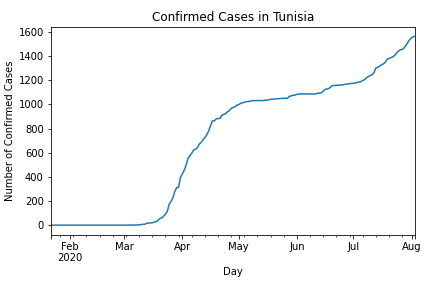 Confirmed Cases in Tunisia
Number of Confirmed Cases
1600
1400
1200
1000
800
600
400
200
0
Feb Mar Apr May Jun Jul Aug
2020
Day